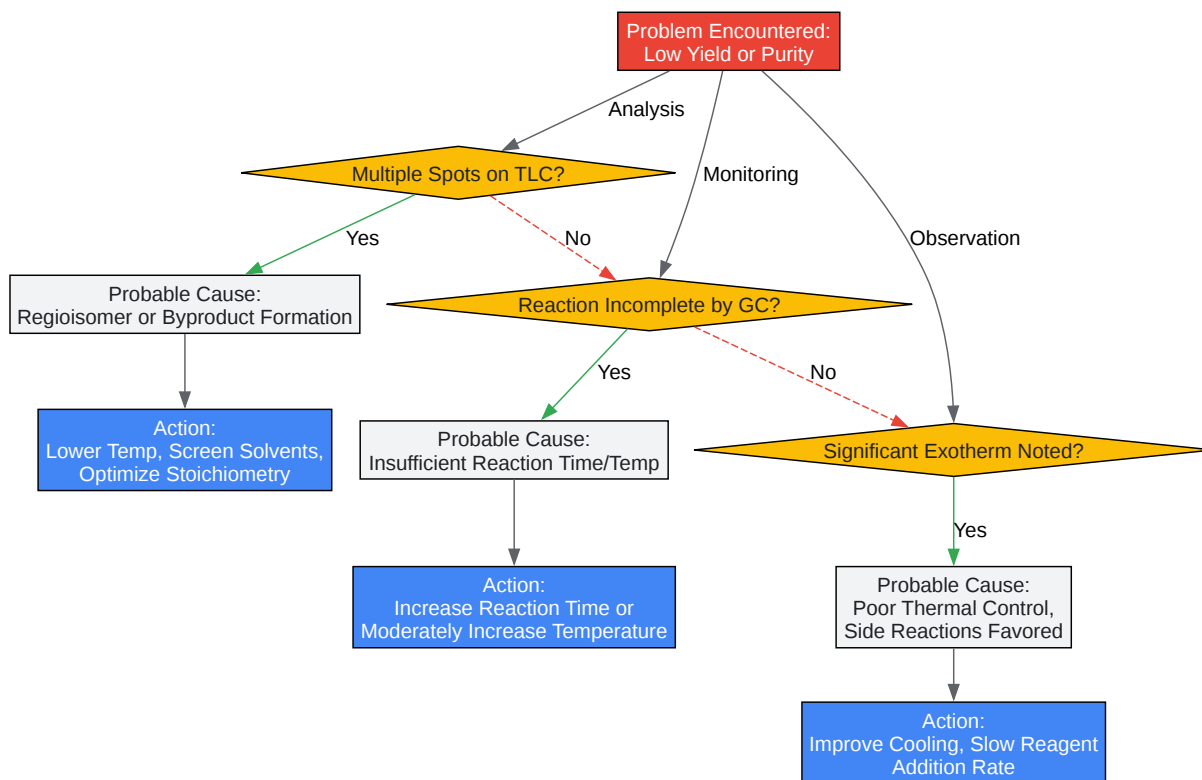 Problem Encountered:
Low Yield or Purity
Analysis
Multiple Spots on TLC?
Monitoring
Observation
Yes
No
Probable Cause:
Regioisomer or Byproduct Formation
Reaction Incomplete by GC?
Yes
No
Action:
Lower Temp, Screen Solvents,
Optimize Stoichiometry
Probable Cause:
Insufficient Reaction Time/Temp
Significant Exotherm Noted?
Yes
Action:
Increase Reaction Time or
Moderately Increase Temperature
Probable Cause:
Poor Thermal Control,
Side Reactions Favored
Action:
Improve Cooling, Slow Reagent
Addition Rate